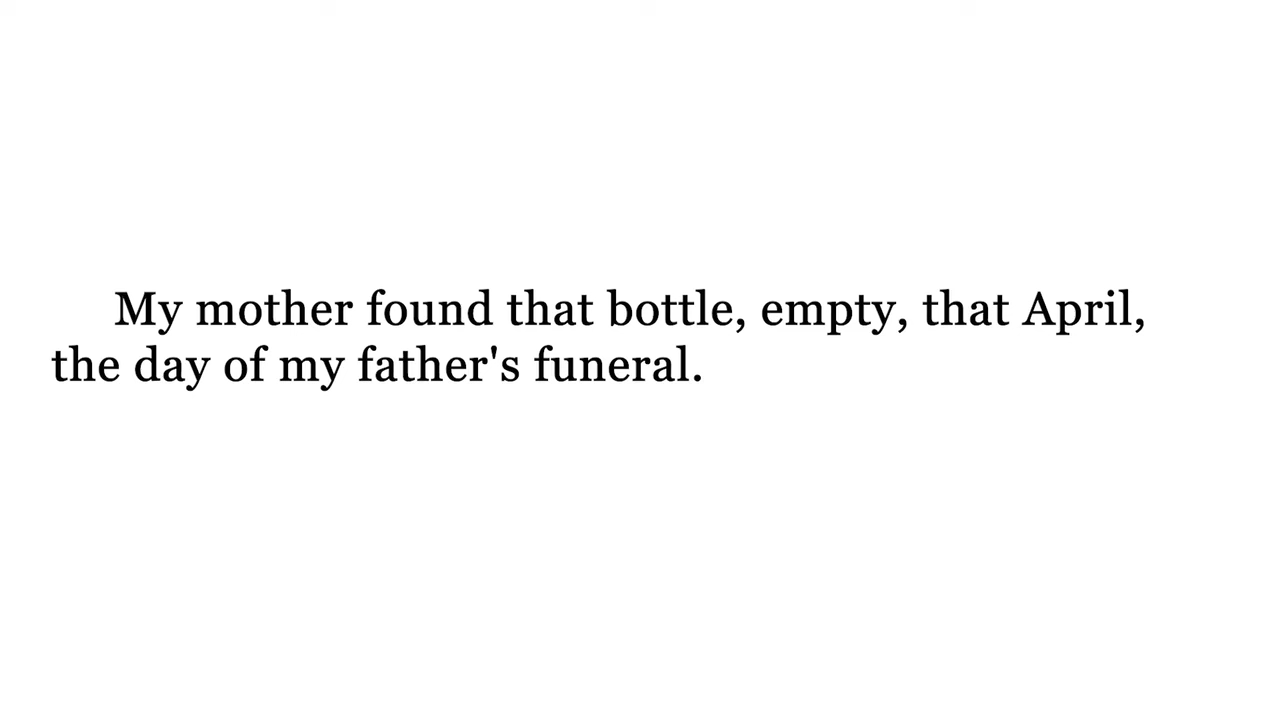 My mother found that bottle, empty, that April,
the day of my father's funeral.